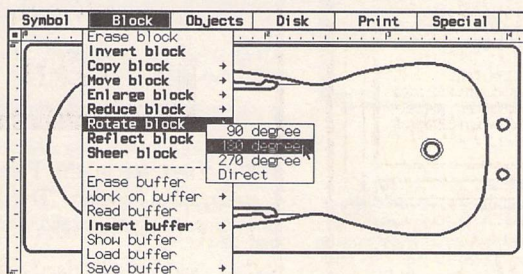 Symbol Block Objects Disk Print Special
Erase block
Invert block
Copy block
Move block
Enlarge block
Reduce block
Rotate block
Reflect block
Sheer block
90 degree
180 degree
270 degree
Direct
Erase buffer
Work on buffer
Read buffer
Insert buffer
Show buffer
Load buffer
Save buffer